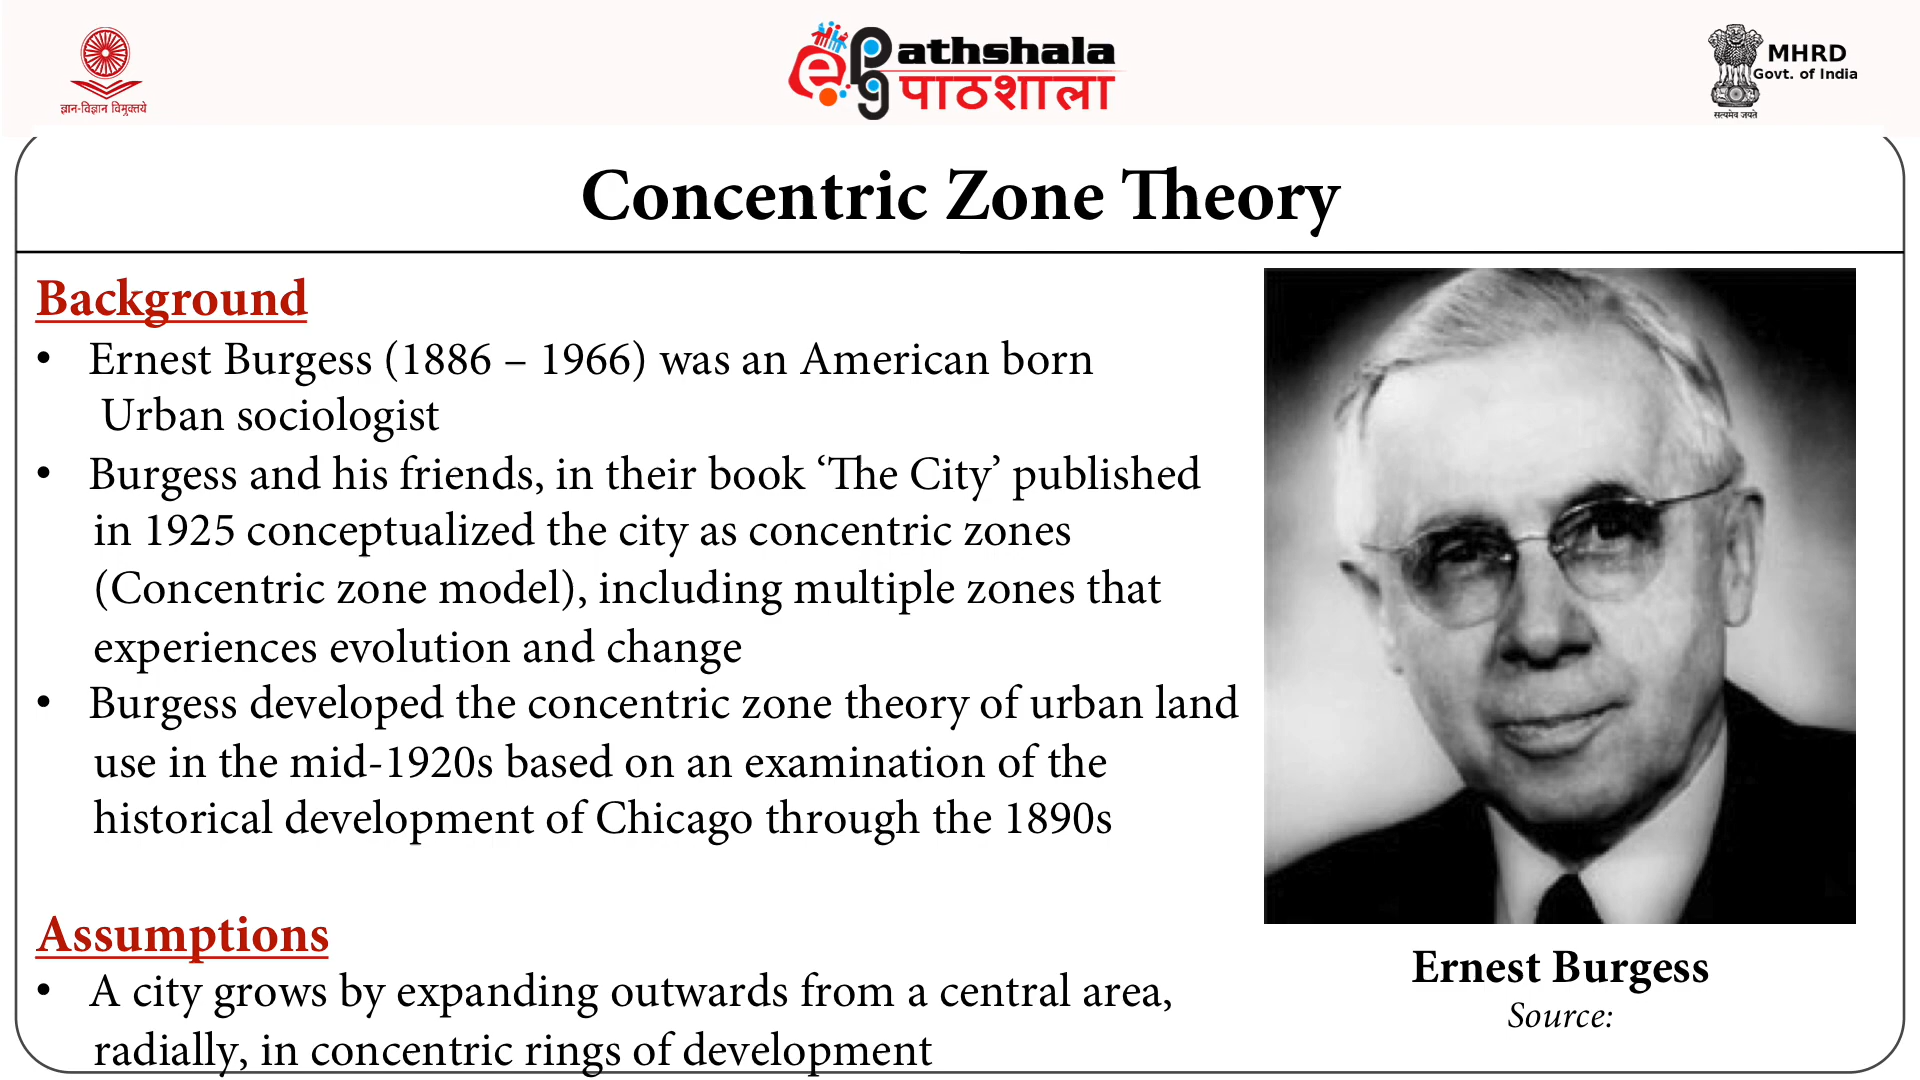 ज्ञान-विज्ञान विमुक्तये
ePG athshala
पाठशाला
MHRD
Govt. of India
सत्यमेव जयते
Concentric Zone Theory
Background
• Ernest Burgess (1886 – 1966) was an American born
Urban sociologist
• Burgess and his friends, in their book ‘The City’ published
in 1925 conceptualized the city as concentric zones
(Concentric zone model), including multiple zones that
experiences evolution and change
• Burgess developed the concentric zone theory of urban land
use in the mid-1920s based on an examination of the
historical development of Chicago through the 1890s
Assumptions
• A city grows by expanding outwards from a central area,
radially, in concentric rings of development
Ernest Burgess
Source: